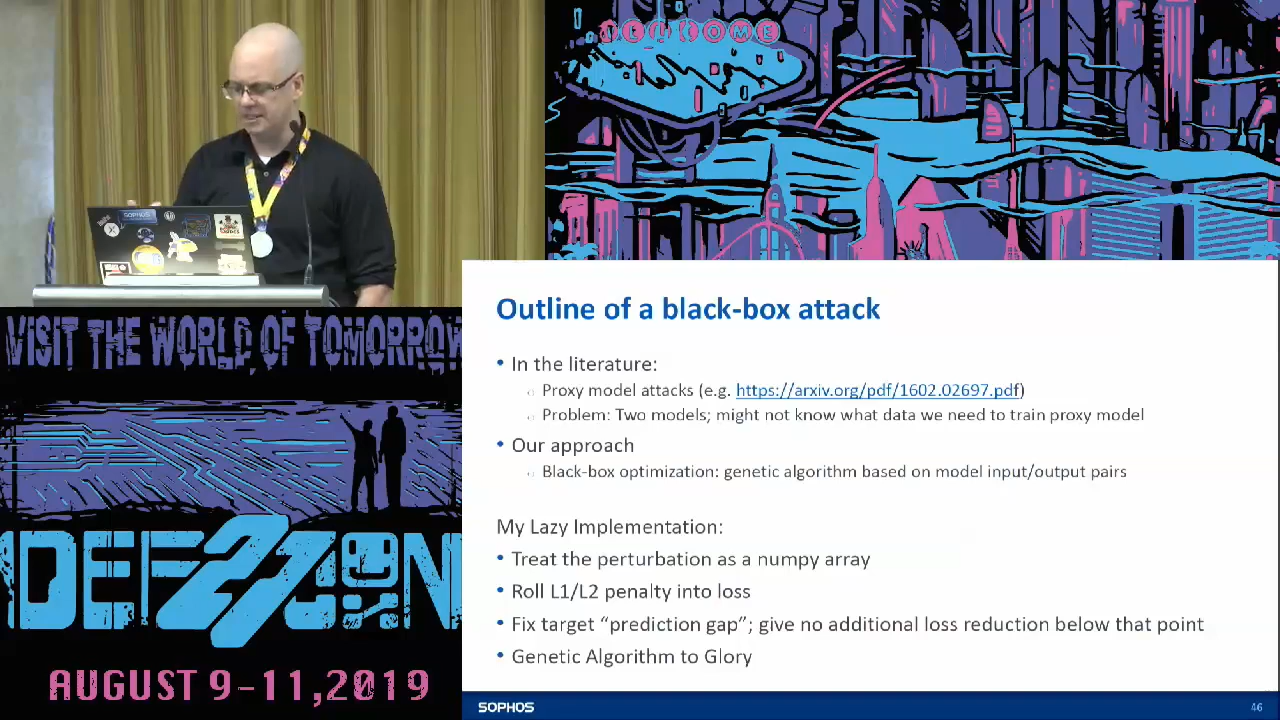 WELCOME
SOPHOS
Outline of a black-box attack
• In the literature:
Proxy model attacks (e.g. https://arxiv.org/pdf/1602.02697.pdf)
Problem: Two models; might not know what data we need to train proxy model
• Our approach
Black-box optimization: genetic algorithm based on model input/output pairs
My Lazy Implementation:
• Treat the perturbation as a numpy array
• Roll L1/L2 penalty into loss
• Fix target “prediction gap”; give no additional loss reduction below that point
• Genetic Algorithm to Glory
SOPHOS
46
VISIT THE WORLD OF TOMORROW
DEF CON
27
AUGUST 9-11,2019